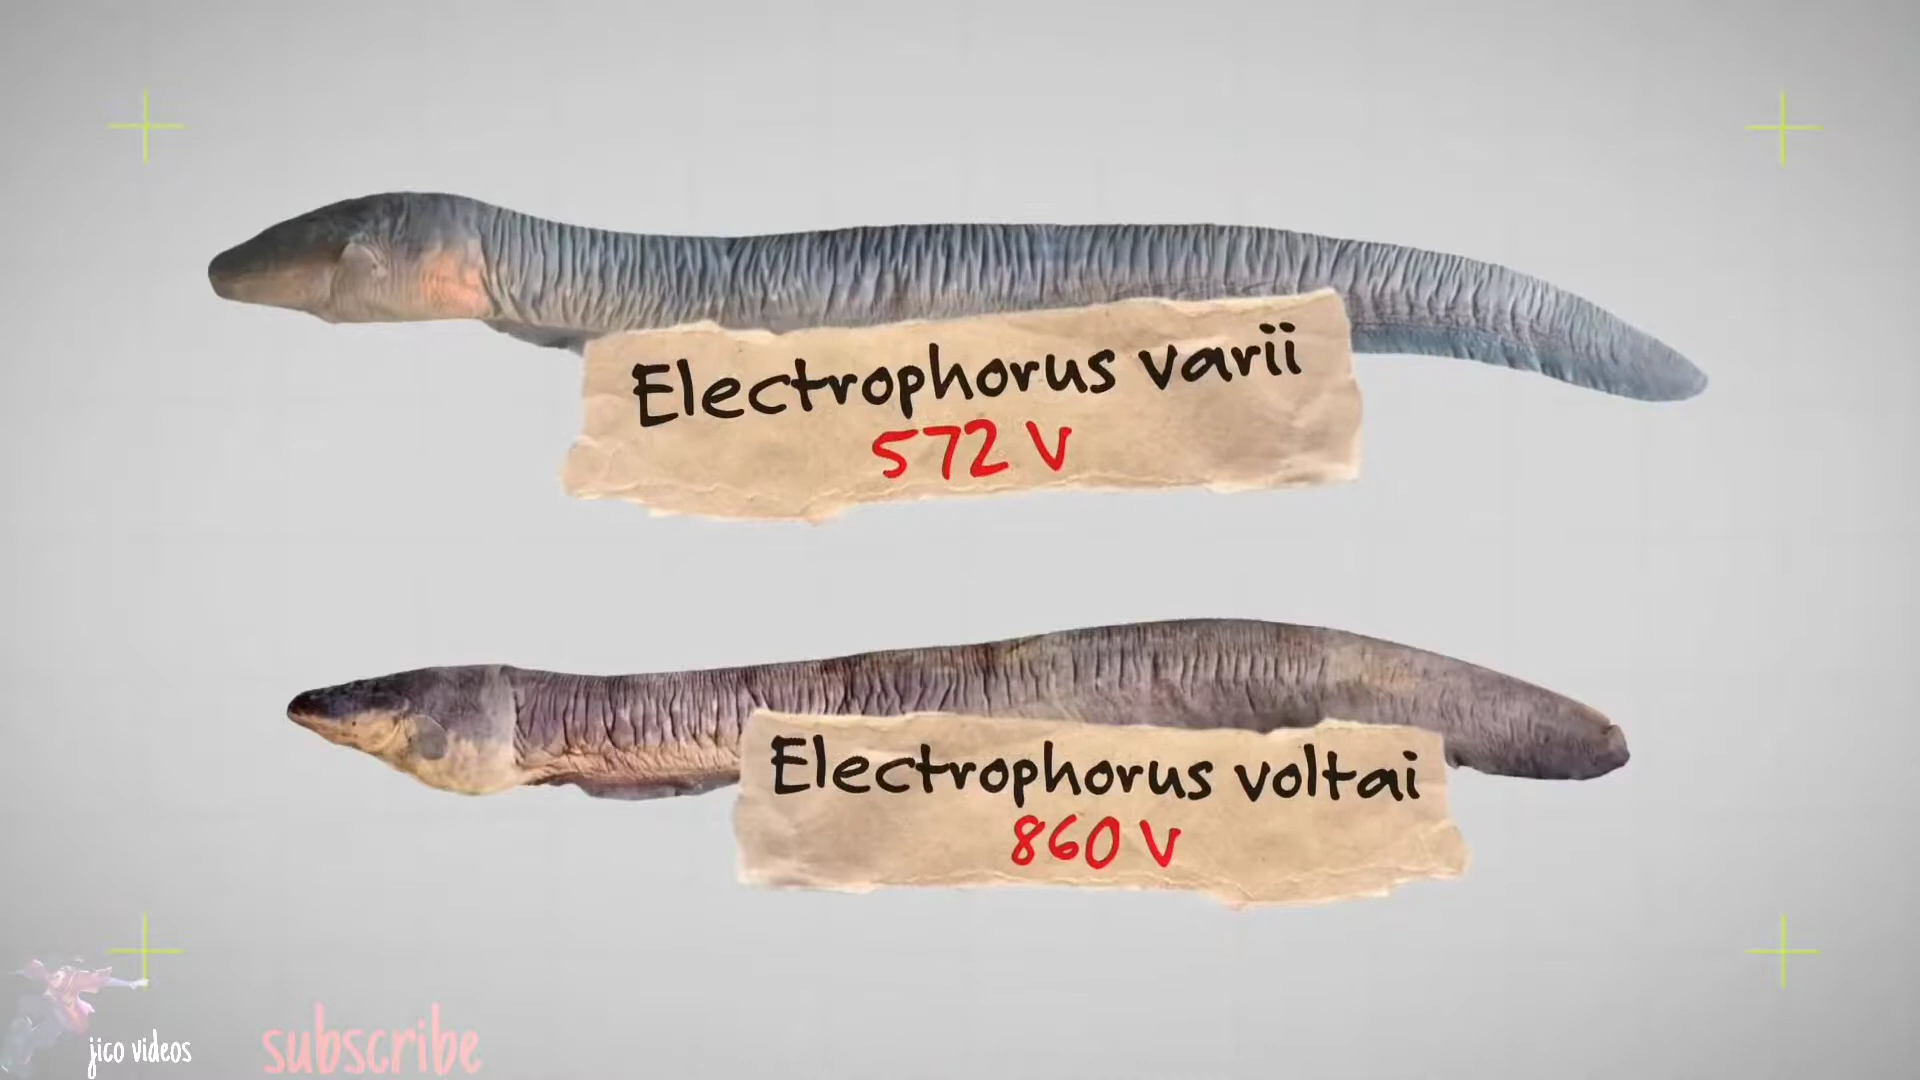 Electrophorus varii
572 V
Electrophorus voltai
860 V
jico videos
subscribe